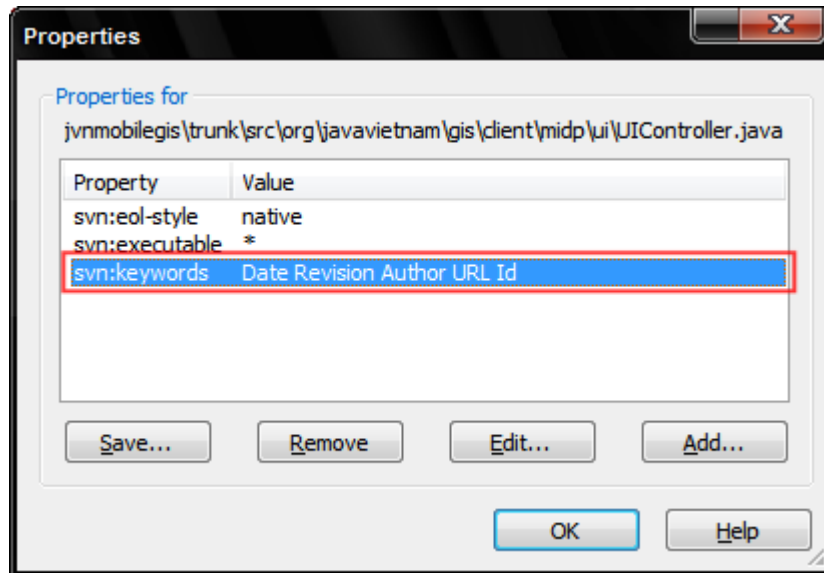 Properties
Properties for
jvnmobilegis\trunk\src\org\javavietnam\gis\client\midp\ui\UIController.java
Property Value
svn:eol-style native
svn:executable *
svn:keywords Date Revision Author URL Id
Save... Remove Edit... Add...
OK Help